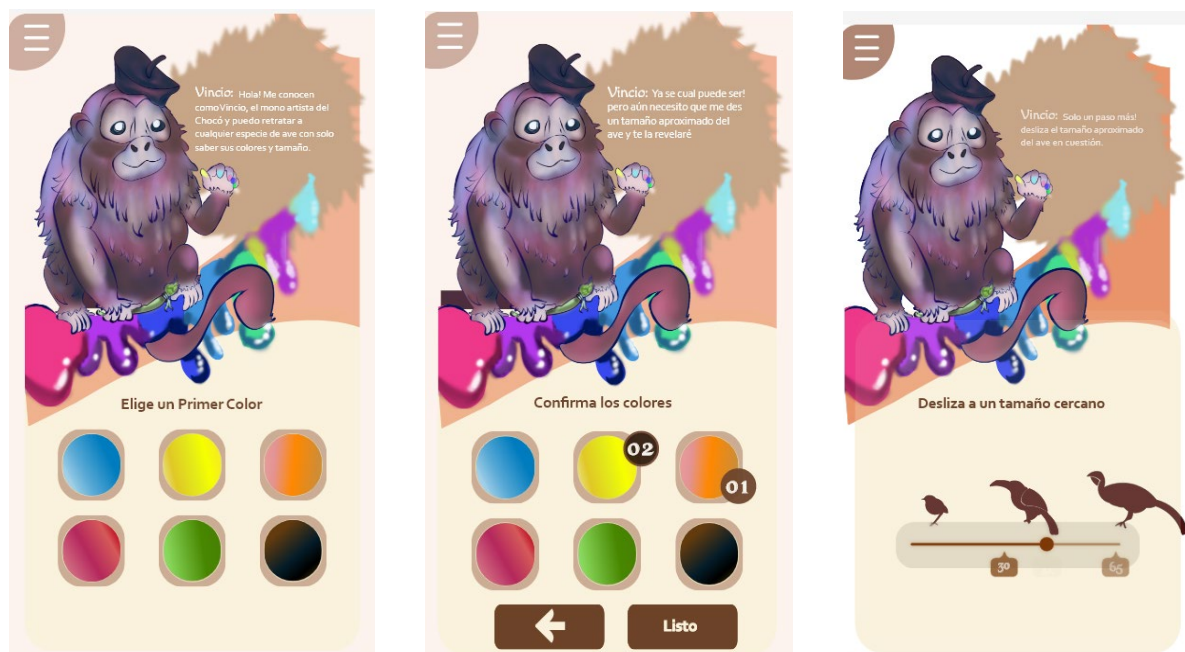 Vincio: Hola! Me conocen
comoVincio, el mono artista del
Chocó y puedo retratar a
cualquier especie de ave con solo
saber sus colores y tamaño.
Elige un Primer Color
Vincio: Ya se cual puede ser!
pero aún necesito que me des
un tamaño aproximado del
ave y te la revelaré
Confirma los colores
02
01
Listo
Vincio: Solo un paso más!
desliza el tamaño aproximado
del ave en cuestión.
Desliza a un tamaño cercano
30
65